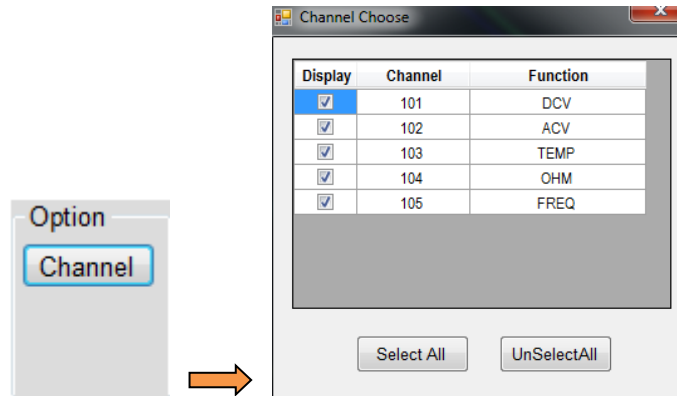 Option
Channel
Channel Choose
Display Channel Function
101 DCV
102 ACV
103 TEMP
104 OHM
105 FREQ
Select All UnSelectAll